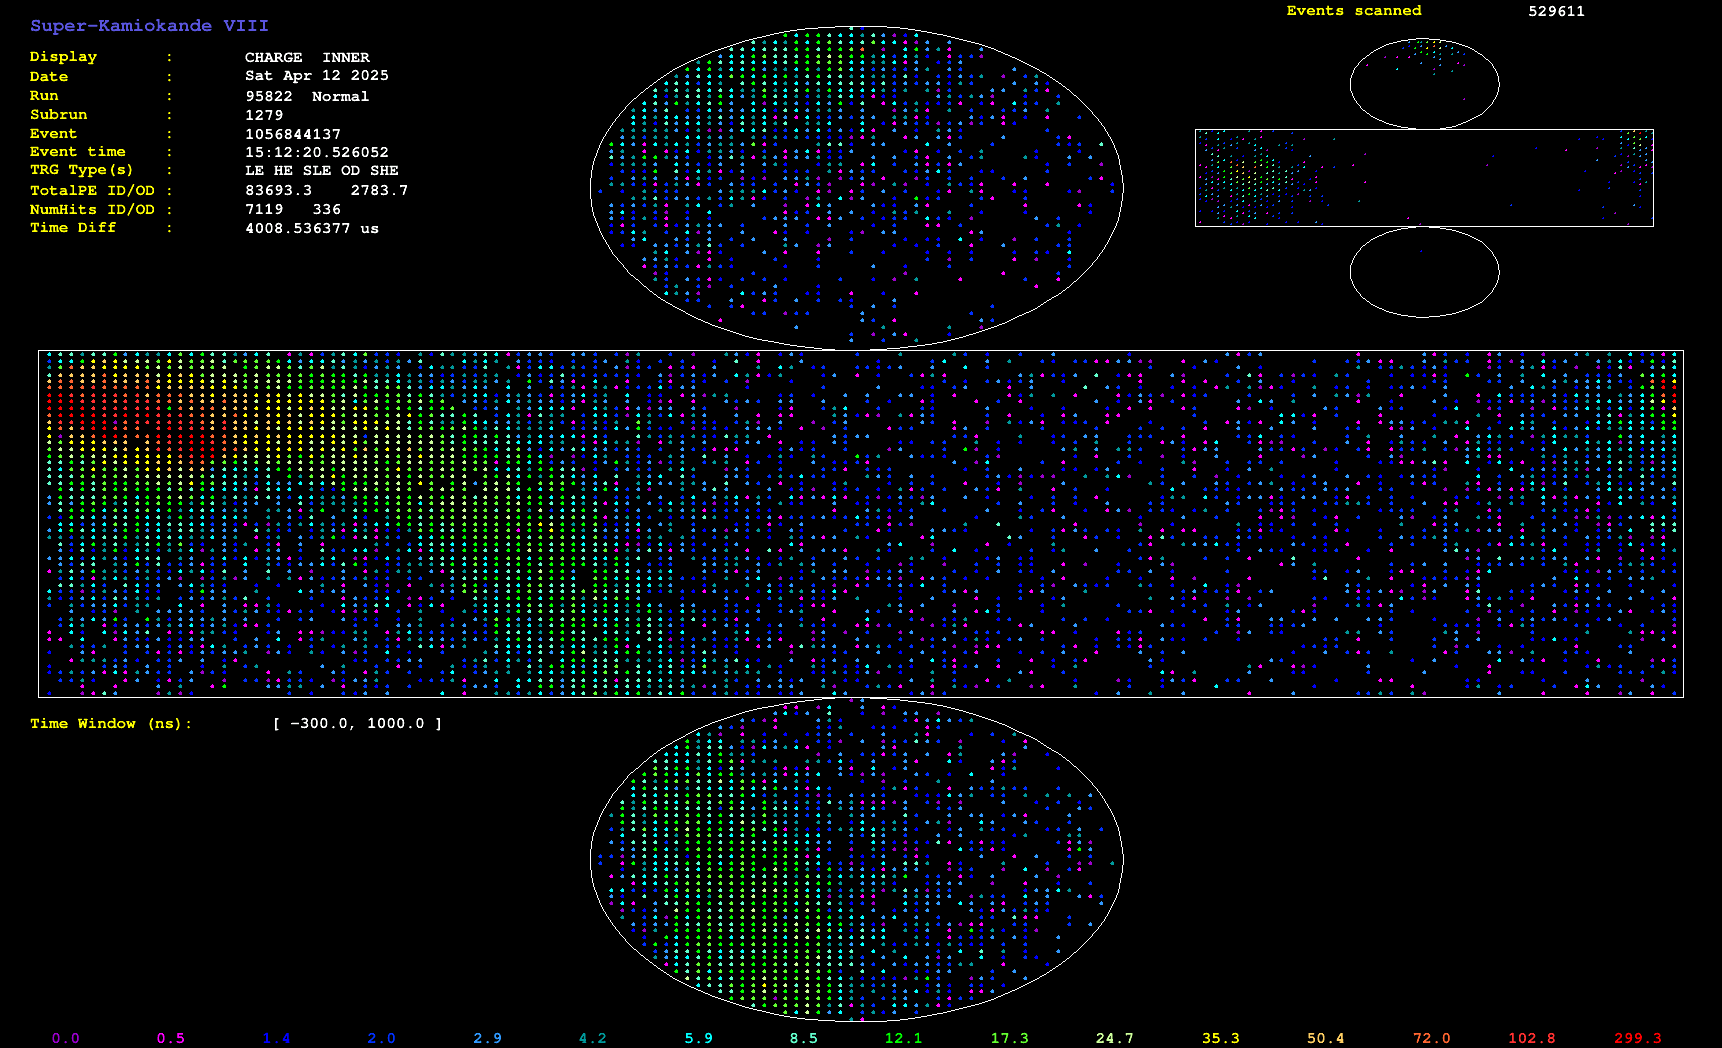 Super-Kamiokande VIII
Events scanned 529611
Display : CHARGE INNER
Date : Sat Apr 12 2025
Run : 95822 Normal
Subrun : 1279
Event : 1056844137
Event time : 15:12:20.526052
TRG Type(s) : LE HE SLE OD SHE
TotalPE ID/OD : 83693.3 2783.7
NumHits ID/OD : 7119 336
Time Diff : 4008.536377 us
Time Window (ns): [ -300.0, 1000.0 ]
0.0 0.5 1.4 2.0 2.9 4.2 5.9 8.5 12.1 17.3 24.7 35.3 50.4 72.0 102.8 299.3